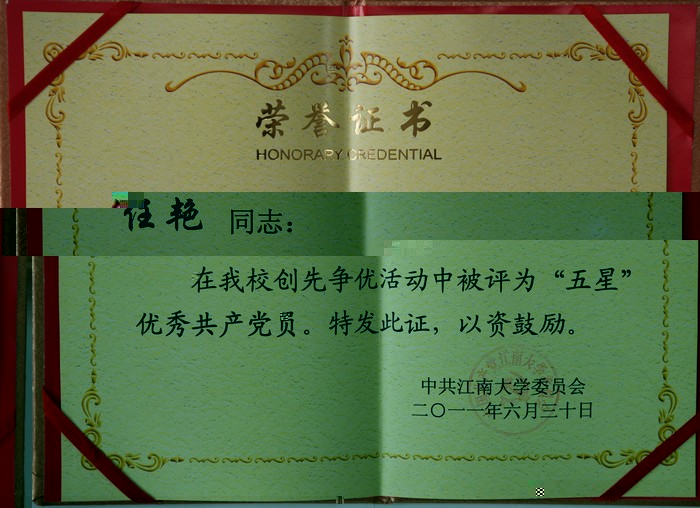 荣誉证书
HONORARY CREDENTIAL
任艳 同志：
在我校创先争优活动中被评为“五星”
优秀共产党员。特发此证，以资鼓励。
中共江南大学委员会
二〇一一年六月三十日